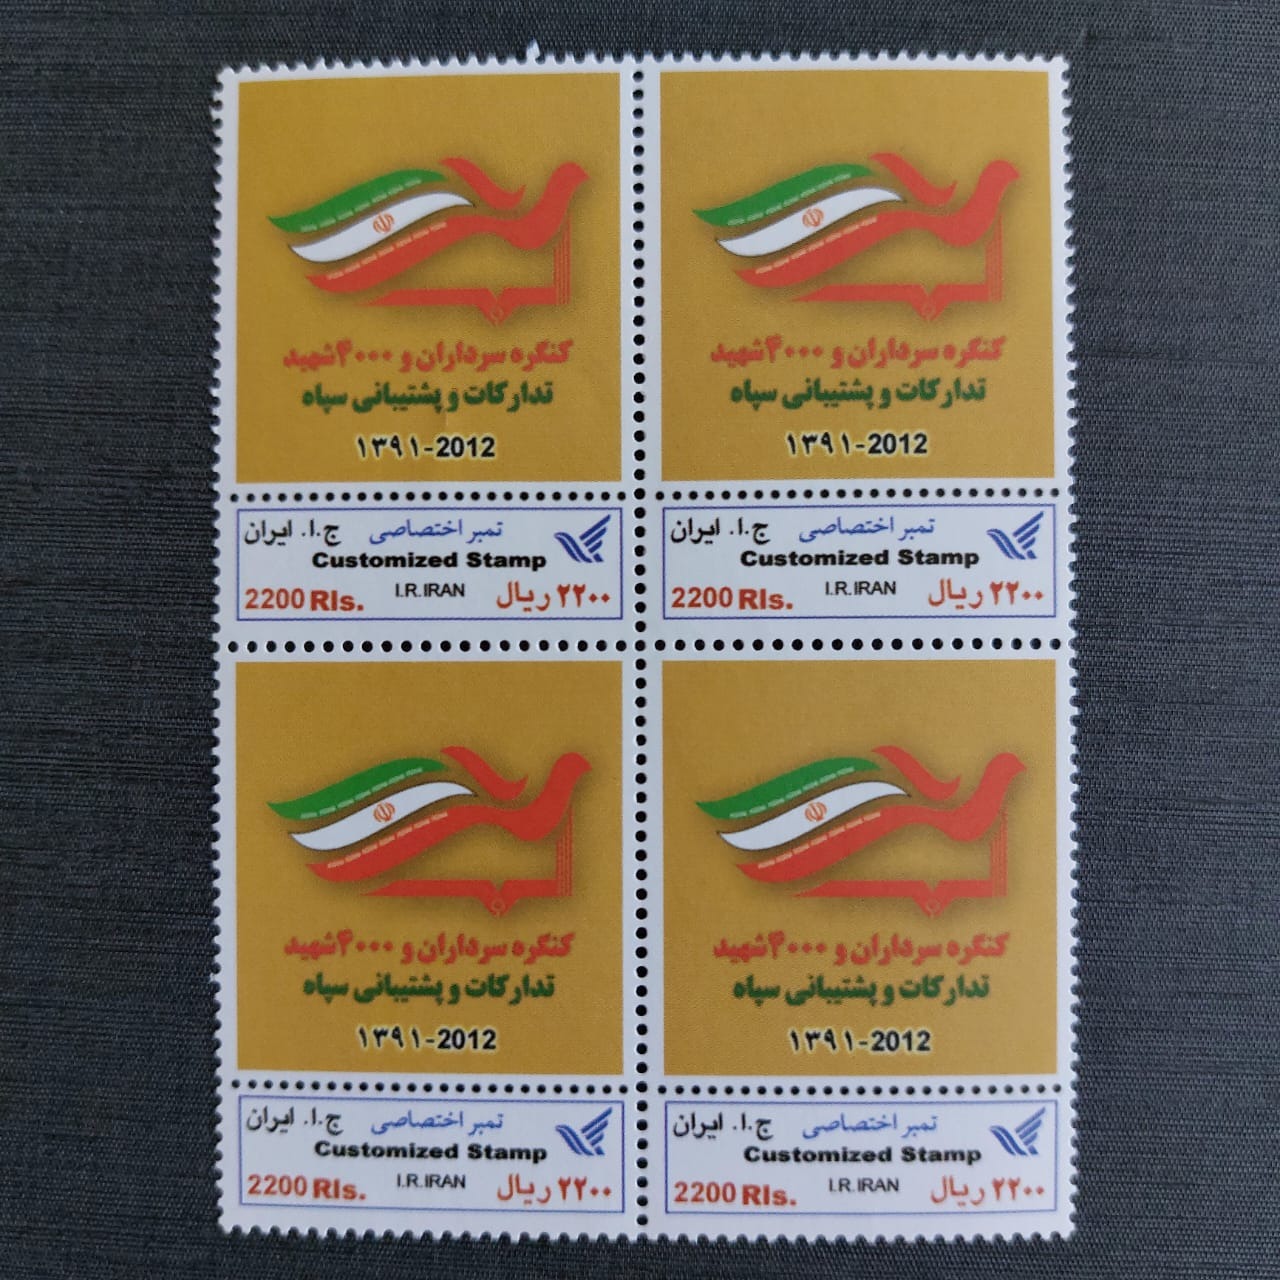 کنگره سرداران و ۴۰۰۰ شهید
تدارکات و پشتیبانی سپاه
۱۳۹۱-2012
کنگره سرداران و ۴۰۰۰ شهید
تدارکات و پشتیبانی سپاه
۱۳۹۱-2012
تمبر اختصاصی ج.ا. ایران
Customized Stamp
2200 Rls. I.R.IRAN ۲۲۰۰ ریال
تمبر اختصاصی ج.ا. ایران
Customized Stamp
2200 Rls. I.R.IRAN ۲۲۰۰ ریال
کنگره سرداران و ۴۰۰۰ شهید
تدارکات و پشتیبانی سپاه
۱۳۹۱-2012
کنگره سرداران و ۴۰۰۰ شهید
تدارکات و پشتیبانی سپاه
۱۳۹۱-2012
تمبر اختصاصی ج.ا. ایران
Customized Stamp
2200 Rls. I.R.IRAN ۲۲۰۰ ریال
تمبر اختصاصی ج.ا. ایران
Customized Stamp
2200 Rls. I.R.IRAN ۲۲۰۰ ریال